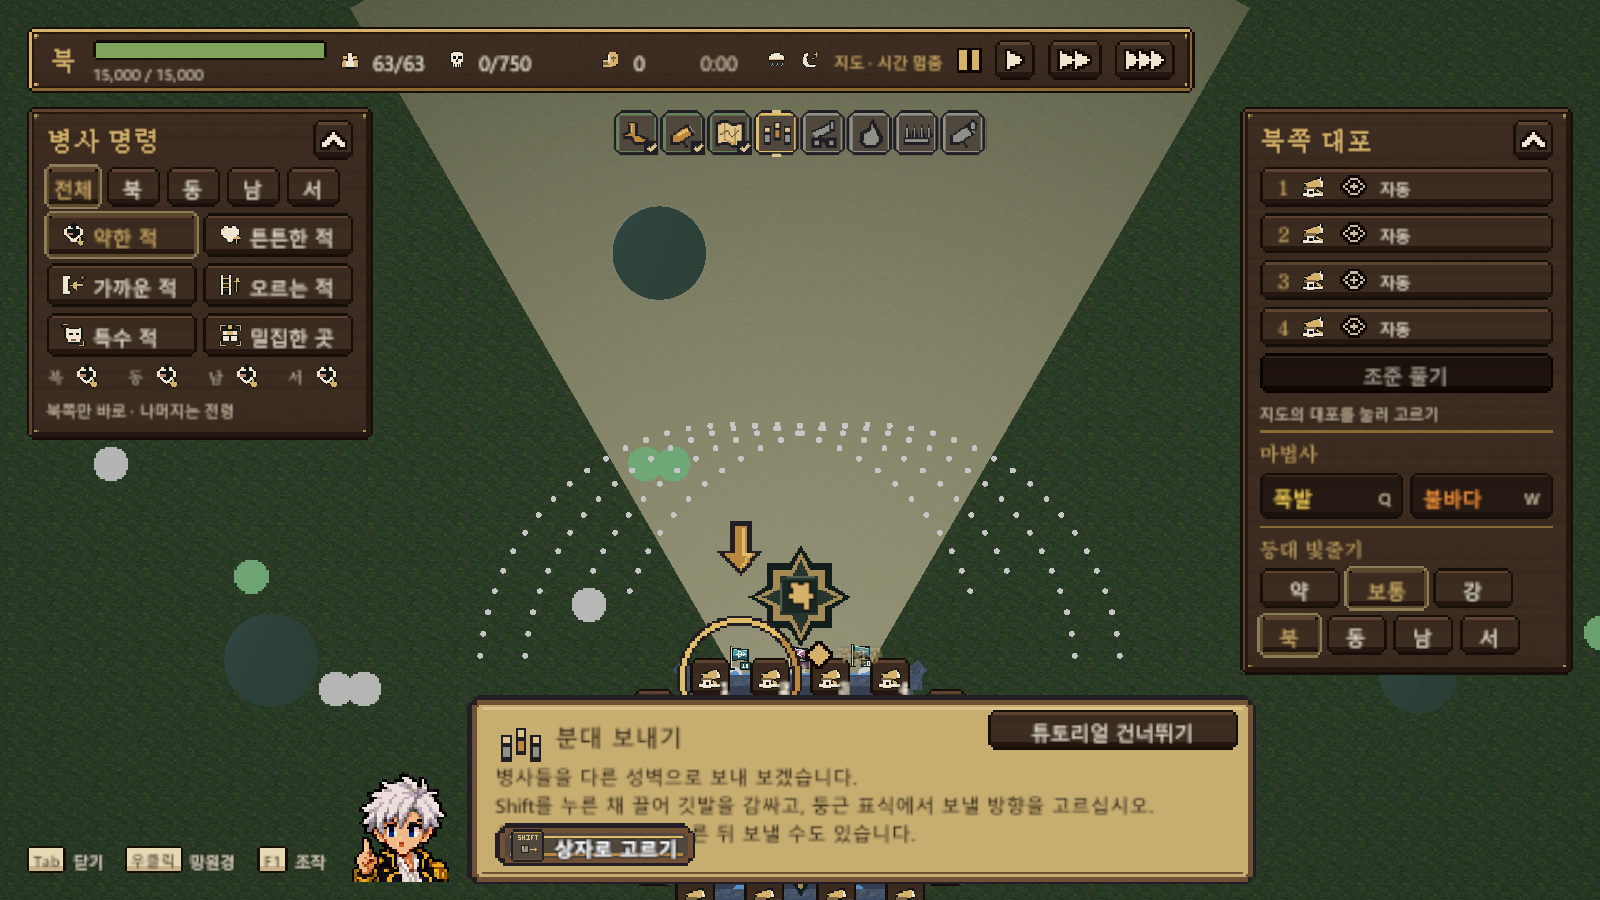 북
15,000 / 15,000
63/63
0/750
0
0:00
지도 · 시간 멈춤
병사 명령
전체 북 동 남 서
약한 적 튼튼한 적
가까운 적 오르는 적
특수 적 밀집한 곳
북 동 남 서
북쪽만 바로 · 나머지는 전령
북쪽 대포
1 자동
2 자동
3 자동
4 자동
조준 풀기
지도의 대포를 눌러 고르기
마법사
폭발 Q 불바다 W
등대 빛줄기
약 보통 강
북 동 남 서
분대 보내기
튜토리얼 건너뛰기
병사들을 다른 성벽으로 보내 보겠습니다.
Shift를 누른 채 끌어 깃발을 감싸고, 둥근 표식에서 보낼 방향을 고르십시오.
른 뒤 보낼 수도 있습니다.
SHIFT
상자로 고르기
Tab 닫기 우클릭 망원경 F1 조작